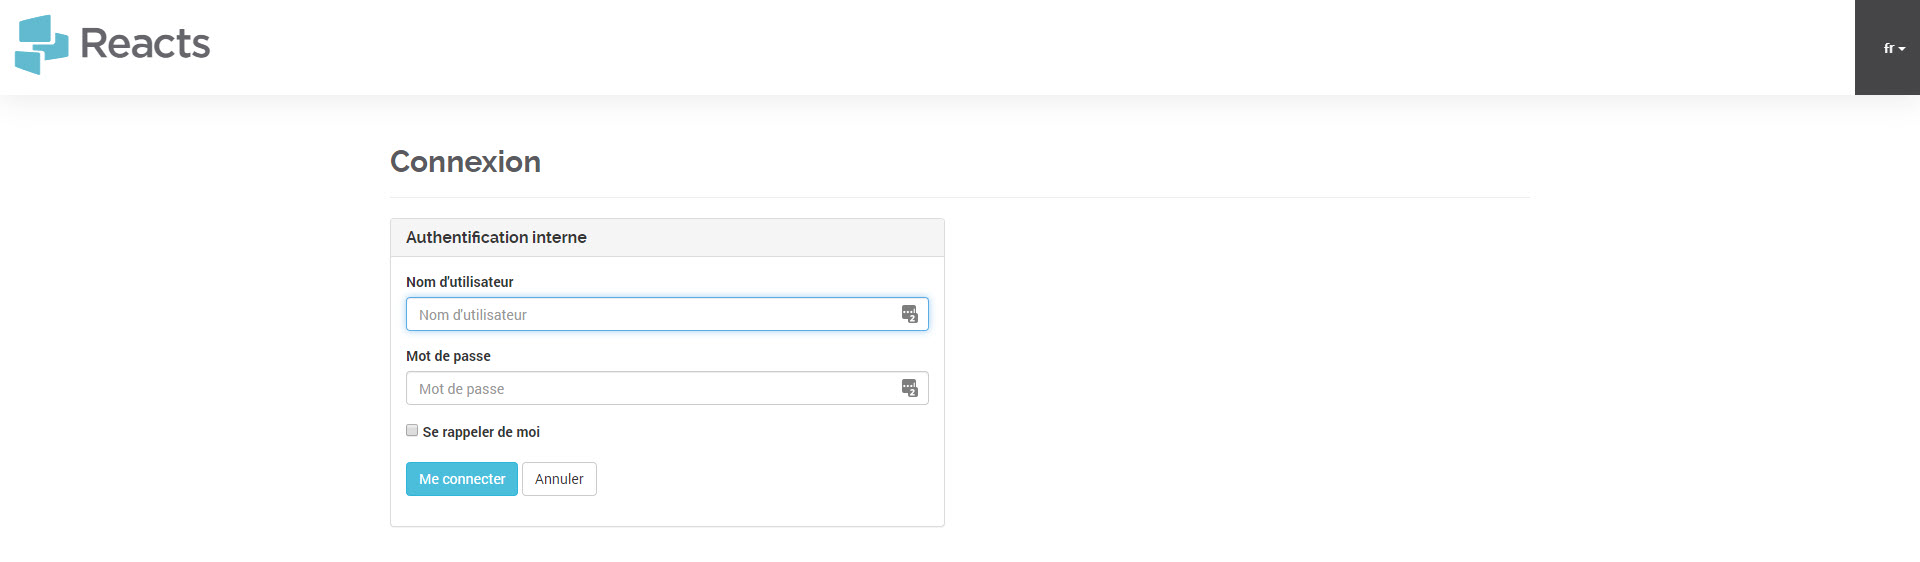 Reacts
fr
Connexion
Authentification interne
Nom d'utilisateur
Nom d'utilisateur
Mot de passe
Mot de passe
Se rappeler de moi
Me connecter Annuler